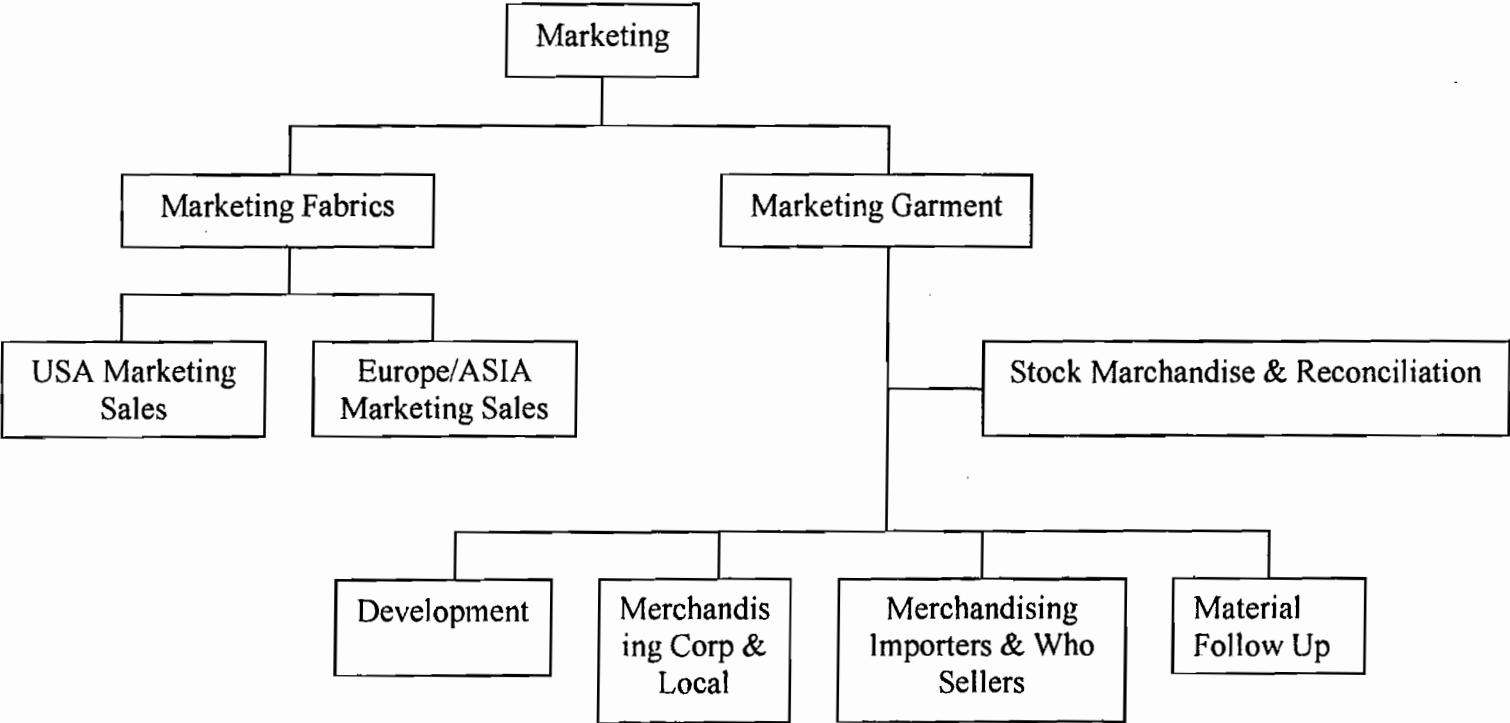 Marketing
Marketing Fabrics
Marketing Garment
USA Marketing
Sales
Europe/ASIA
Marketing Sales
Stock Marchandise & Reconciliation
Development
Merchandis
ing Corp &
Local
Merchandising
Importers & Who
Sellers
Material
Follow Up